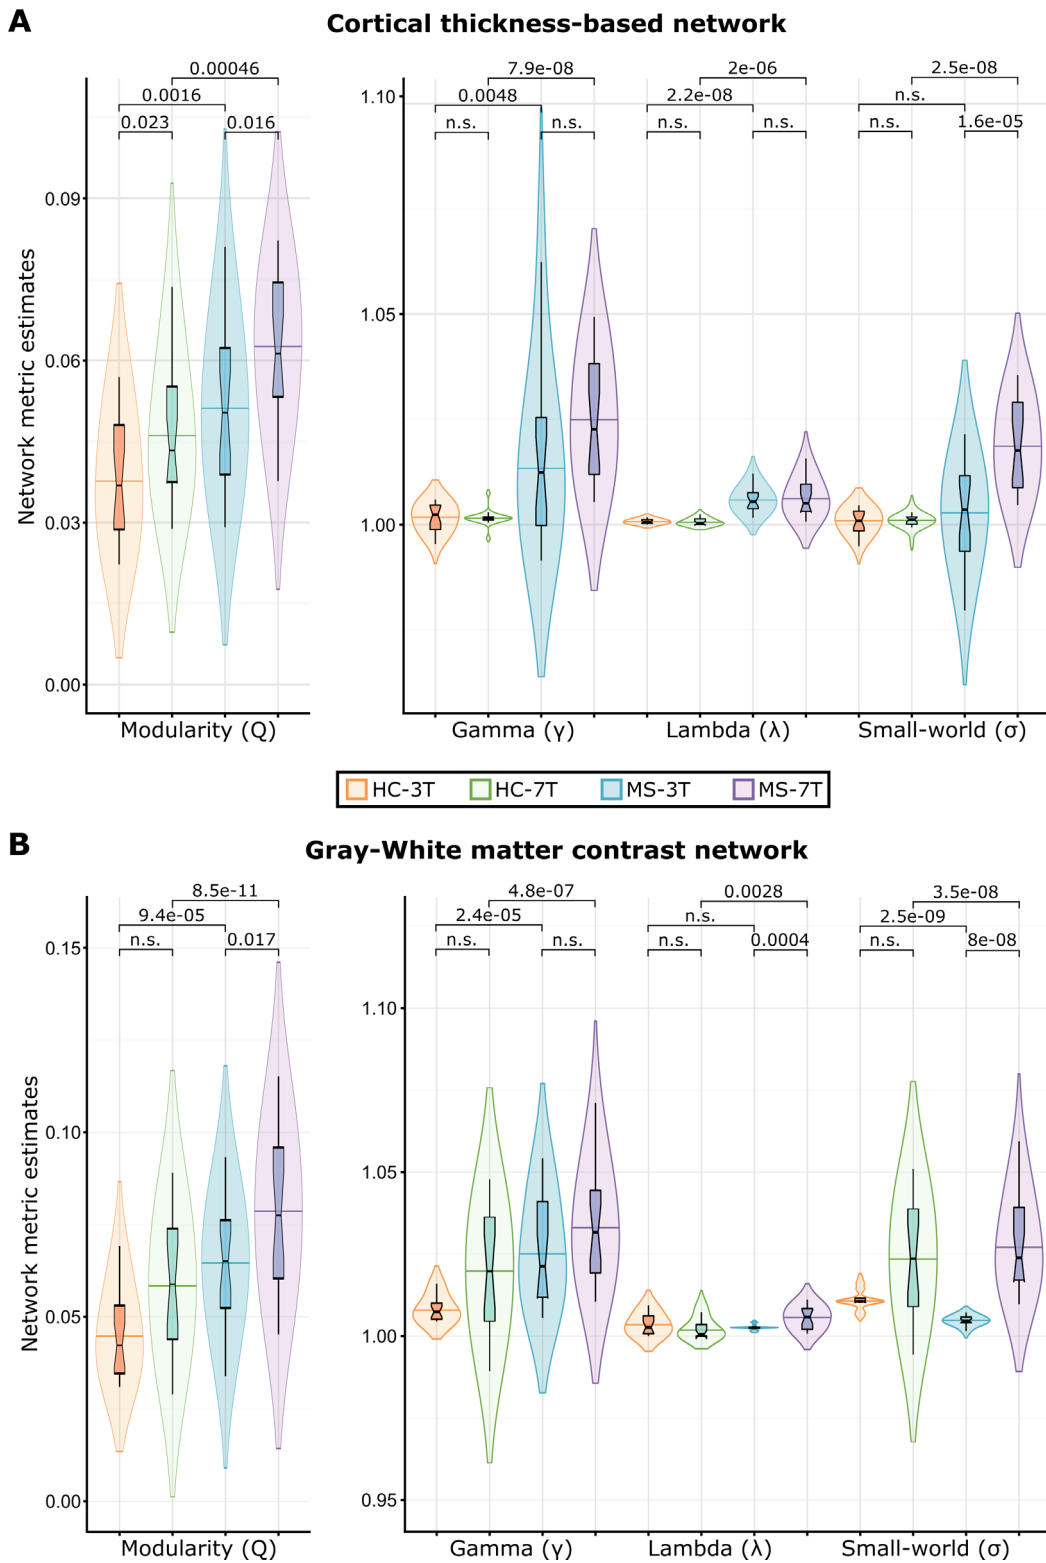 A
Cortical thickness-based network
0.00046
0.0016
0.023
0.016
7.9e-08
0.0048
n.s.
n.s.
2e-06
2.2e-08
n.s.
n.s.
2.5e-08
n.s.
n.s.
1.6e-05
Network metric estimates
0.09
0.06
0.03
0.00
1.10
1.05
1.00
Modularity (Q)
Gamma (γ)
Lambda (λ)
Small-world (σ)
HC-3T
HC-7T
MS-3T
MS-7T
B
Gray-White matter contrast network
8.5e-11
9.4e-05
n.s.
0.017
4.8e-07
2.4e-05
n.s.
n.s.
0.0028
n.s.
n.s.
0.0004
3.5e-08
2.5e-09
n.s.
8e-08
Network metric estimates
0.15
0.10
0.05
0.00
1.10
1.05
1.00
0.95
Modularity (Q)
Gamma (γ)
Lambda (λ)
Small-world (σ)